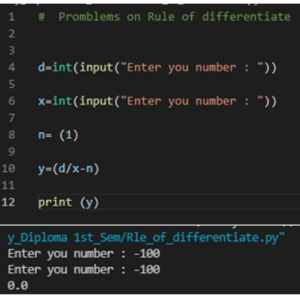 1 # Promblems on Rule of differentiate
2
3
4 d=int(input("Enter you number : "))
5
6 x=int(input("Enter you number : "))
7
8 n= (1)
9
10 y=(d/x-n)
11
12 print (y)
y_Diploma 1st_Sem/Rle_of_differentiate.py"
Enter you number : -100
Enter you number : -100
0.0